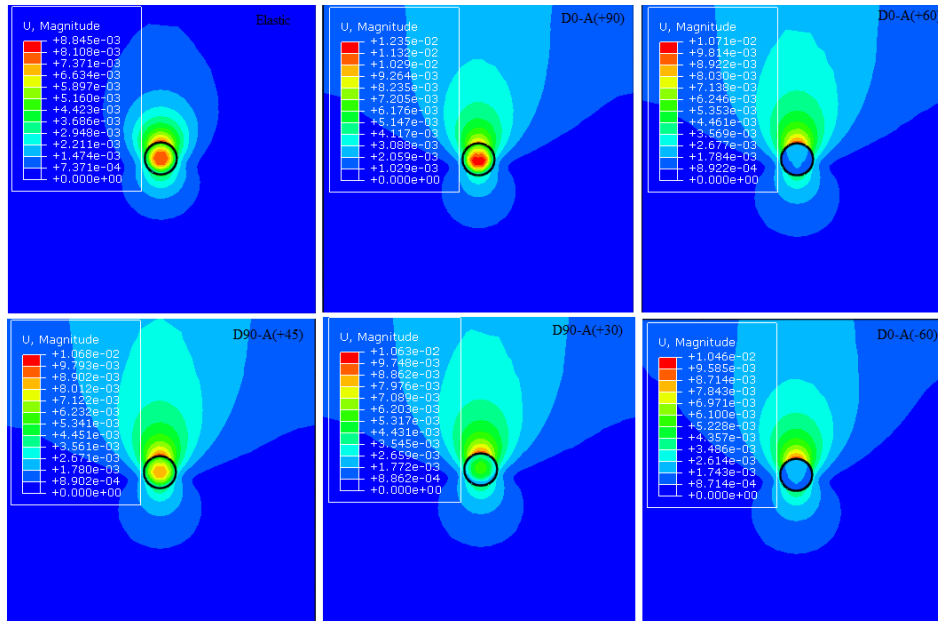 Elastic
U, Magnitude
+8.845e-03
+8.108e-03
+7.371e-03
+6.634e-03
+5.897e-03
+5.160e-03
+4.423e-03
+3.686e-03
+2.948e-03
+2.211e-03
+1.474e-03
+7.371e-04
+0.000e+00
D0-A(+90)
U, Magnitude
+1.235e-02
+1.132e-02
+1.029e-02
+9.264e-03
+8.235e-03
+7.205e-03
+6.176e-03
+5.147e-03
+4.117e-03
+3.088e-03
+2.059e-03
+1.029e-03
+0.000e+00
D0-A(+60)
U, Magnitude
+1.071e-02
+9.814e-03
+8.922e-03
+8.030e-03
+7.138e-03
+6.246e-03
+5.353e-03
+4.461e-03
+3.569e-03
+2.677e-03
+1.784e-03
+8.922e-04
+0.000e+00
D90-A(+45)
U, Magnitude
+1.068e-02
+9.793e-03
+8.902e-03
+8.012e-03
+7.122e-03
+6.232e-03
+5.341e-03
+4.451e-03
+3.561e-03
+2.671e-03
+1.780e-03
+8.902e-04
+0.000e+00
D90-A(+30)
U, Magnitude
+1.063e-02
+9.748e-03
+8.862e-03
+7.976e-03
+7.089e-03
+6.203e-03
+5.317e-03
+4.431e-03
+3.545e-03
+2.659e-03
+1.772e-03
+8.862e-04
+0.000e+00
D0-A(-60)
U, Magnitude
+1.046e-02
+9.585e-03
+8.714e-03
+7.843e-03
+6.971e-03
+6.100e-03
+5.228e-03
+4.357e-03
+3.486e-03
+2.614e-03
+1.743e-03
+8.714e-04
+0.000e+00